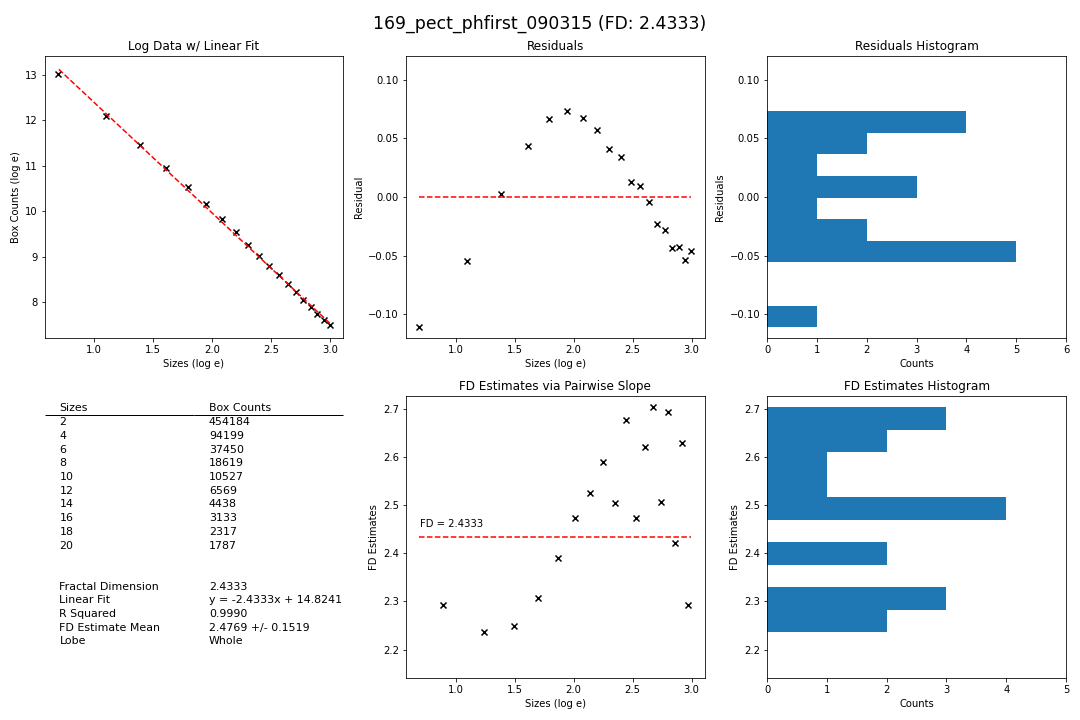 169_pect_phfirst_090315 (FD: 2.4333)
Log Data w/ Linear Fit
Box Counts (log e)
13
12
11
10
9
8
1.0 1.5 2.0 2.5 3.0
Sizes (log e)
Residuals
Residual
0.10
0.05
0.00
−0.05
−0.10
1.0 1.5 2.0 2.5 3.0
Sizes (log e)
Residuals Histogram
Residuals
0.10
0.05
0.00
−0.05
−0.10
0 1 2 3 4 5 6
Counts
Sizes Box Counts
2 454184
4 94199
6 37450
8 18619
10 10527
12 6569
14 4438
16 3133
18 2317
20 1787
Fractal Dimension 2.4333
Linear Fit y = -2.4333x + 14.8241
R Squared 0.9990
FD Estimate Mean 2.4769 +/- 0.1519
Lobe Whole
FD Estimates via Pairwise Slope
FD Estimates
2.7
2.6
2.5
2.4
2.3
2.2
FD = 2.4333
1.0 1.5 2.0 2.5 3.0
Sizes (log e)
FD Estimates Histogram
FD Estimates
2.7
2.6
2.5
2.4
2.3
2.2
0 1 2 3 4 5
Counts